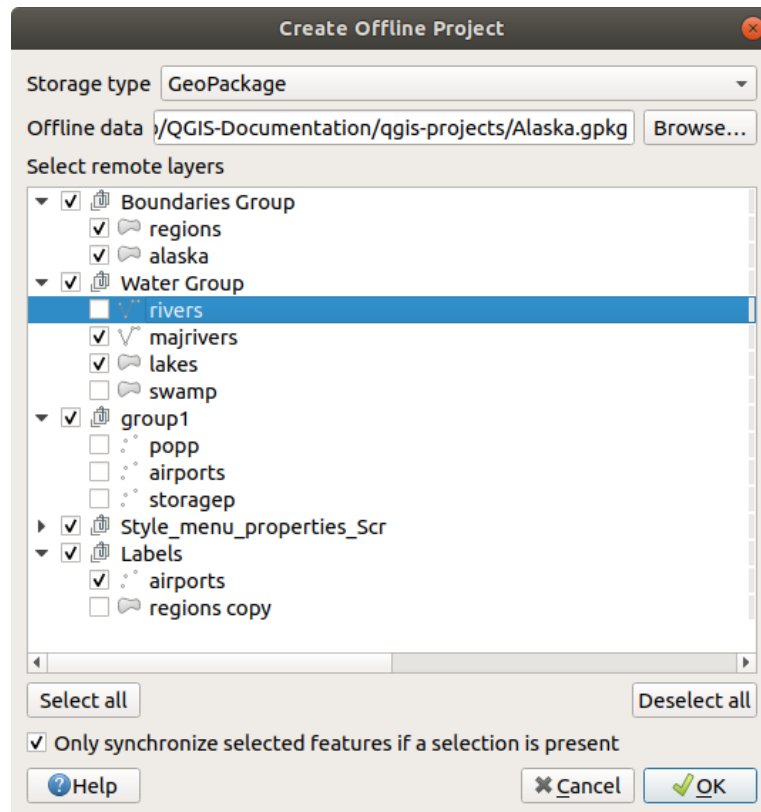 Create Offline Project
Storage type GeoPackage
Offline data /QGIS-Documentation/qgis-projects/Alaska.gpkg Browse...
Select remote layers
Boundaries Group
regions
alaska
Water Group
rivers
majrivers
lakes
swamp
group1
popp
airports
storagep
Style_menu_properties_Scr
Labels
airports
regions copy
Select all Deselect all
Only synchronize selected features if a selection is present
Help Cancel OK